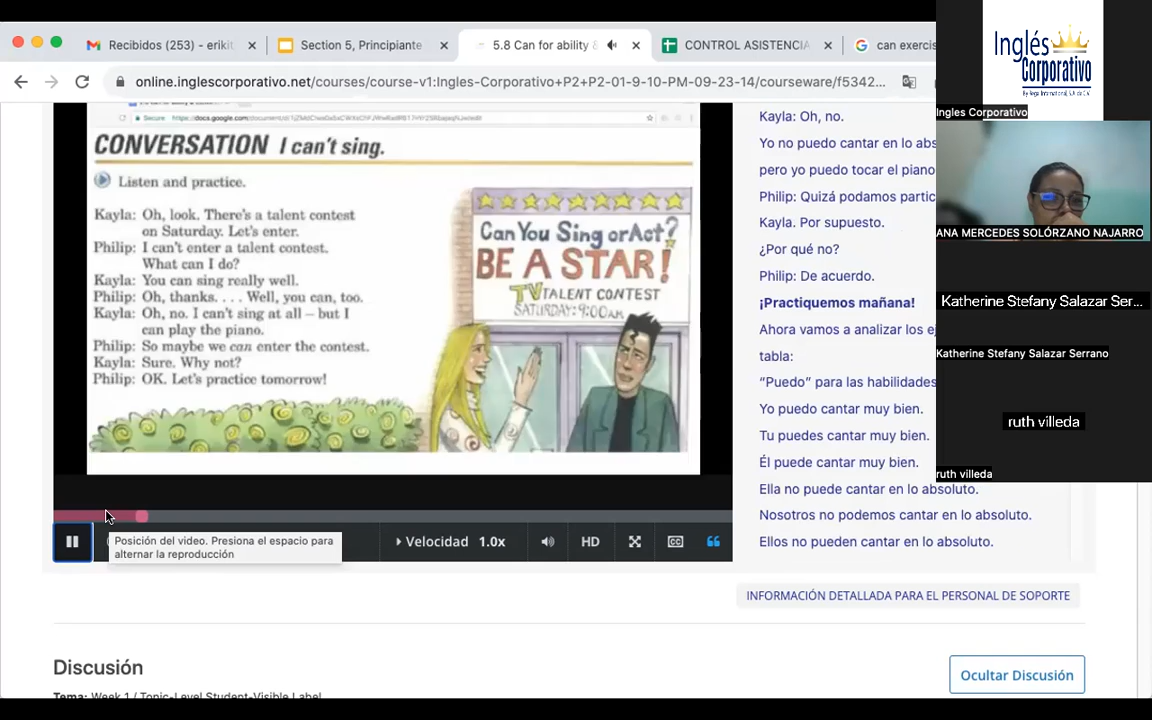 Recibidos (253) - erikit
Section 5, Principiante
5.8 Can for ability &
CONTROL ASISTENCIA
can exercis
online.inglescorporativo.net/courses/course-v1:Ingles-Corporativo+P2+P2-01-9-10-PM-09-23-14/courseware/f5342...
CONVERSATION I can't sing.
Listen and practice.
Kayla: Oh, look. There's a talent contest
on Saturday. Let's enter.
Philip: I can't enter a talent contest.
What can I do?
Kayla: You can sing really well.
Philip: Oh, thanks. . . . Well, you can, too.
Kayla: Oh, no. I can't sing at all – but I
can play the piano.
Philip: So maybe we can enter the contest.
Kayla: Sure. Why not?
Philip: OK. Let's practice tomorrow!
Can You Sing or Act?
BE A STAR!
TV TALENT CONTEST
SATURDAY: 9:00 AM
Kayla: Oh, no.
Yo no puedo cantar en lo abs
pero yo puedo tocar el piano
Philip: Quizá podamos partic
Kayla. Por supuesto.
¿Por qué no?
Philip: De acuerdo.
¡Practiquemos mañana!
Ahora vamos a analizar los ej
tabla:
“Puedo” para las habilidades
Yo puedo cantar muy bien.
Tu puedes cantar muy bien.
Él puede cantar muy bien.
Ella no puede cantar en lo absoluto.
Nosotros no podemos cantar en lo absoluto.
Ellos no pueden cantar en lo absoluto.
Posición del video. Presiona el espacio para
alternar la reproducción
Velocidad 1.0x
HD
INFORMACIÓN DETALLADA PARA EL PERSONAL DE SOPORTE
Discusión
Ocultar Discusión
Tema: Week 1 / Topic-Level Student-Visible Label
Inglés
Corporativo
Ingles Corporativo
ANA MERCEDES SOLÓRZANO NAJARRO
Katherine Stefany Salazar Ser...
Katherine Stefany Salazar Serrano
ruth villeda
ruth villeda